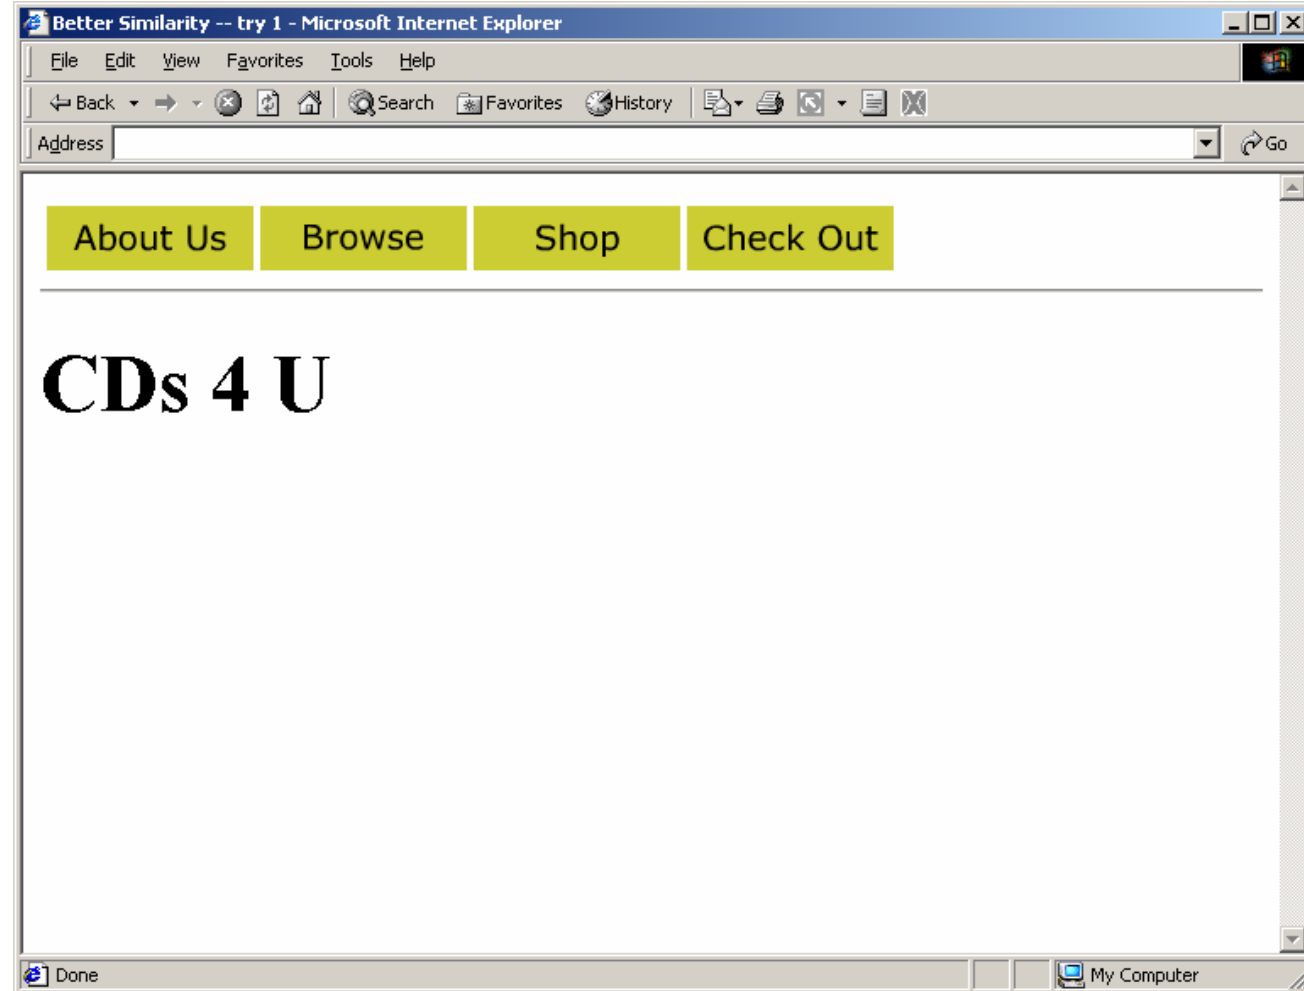 Better Similarity -- try 1 - Microsoft Internet Explorer
File Edit View Favorites Tools Help
Back Search Favorites History
Address Go
About Us Browse Shop Check Out
CDs 4 U
Done My Computer